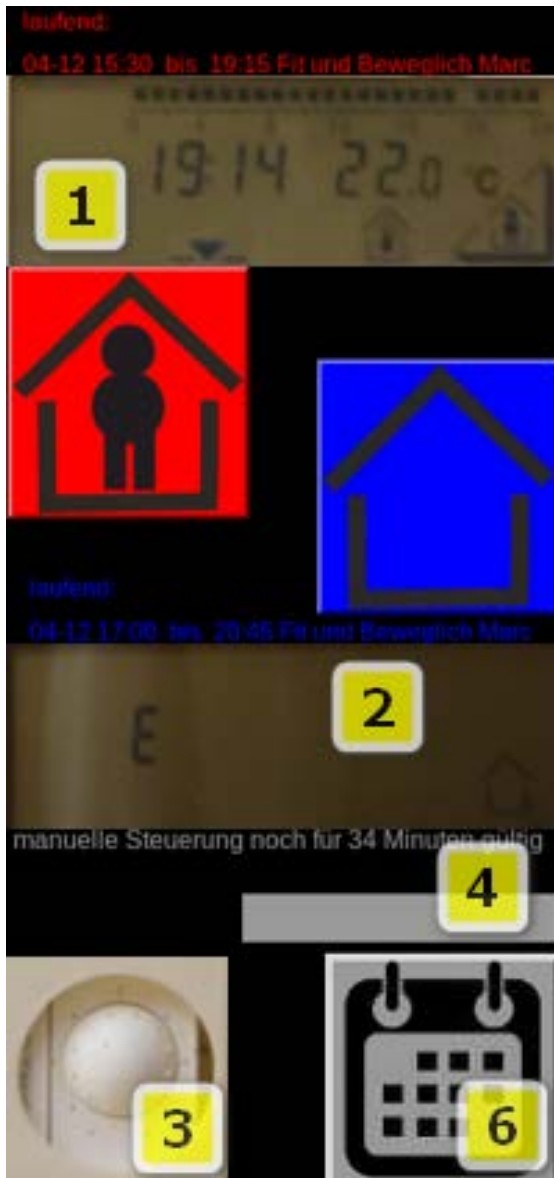 laufend:
04-12 15:30 bis 19:15 Fit und Beweglich Marc
1
19:14 22.0 °C
laufend:
04-12 17:00 bis 20:45 Fit und Beweglich Marc
2
E
manuelle Steuerung noch für 34 Minuten gültig
4
3
6